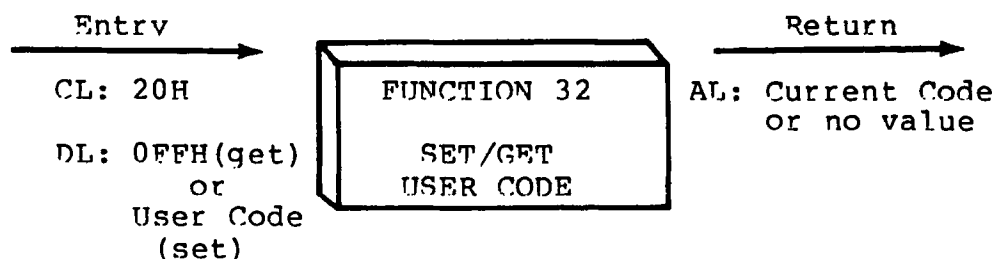 Entry
CL: 20H
DL: 0FFH(get)
or
User Code
(set)
FUNCTION 32
SET/GET
USER CODE
Return
AL: Current Code
or no value